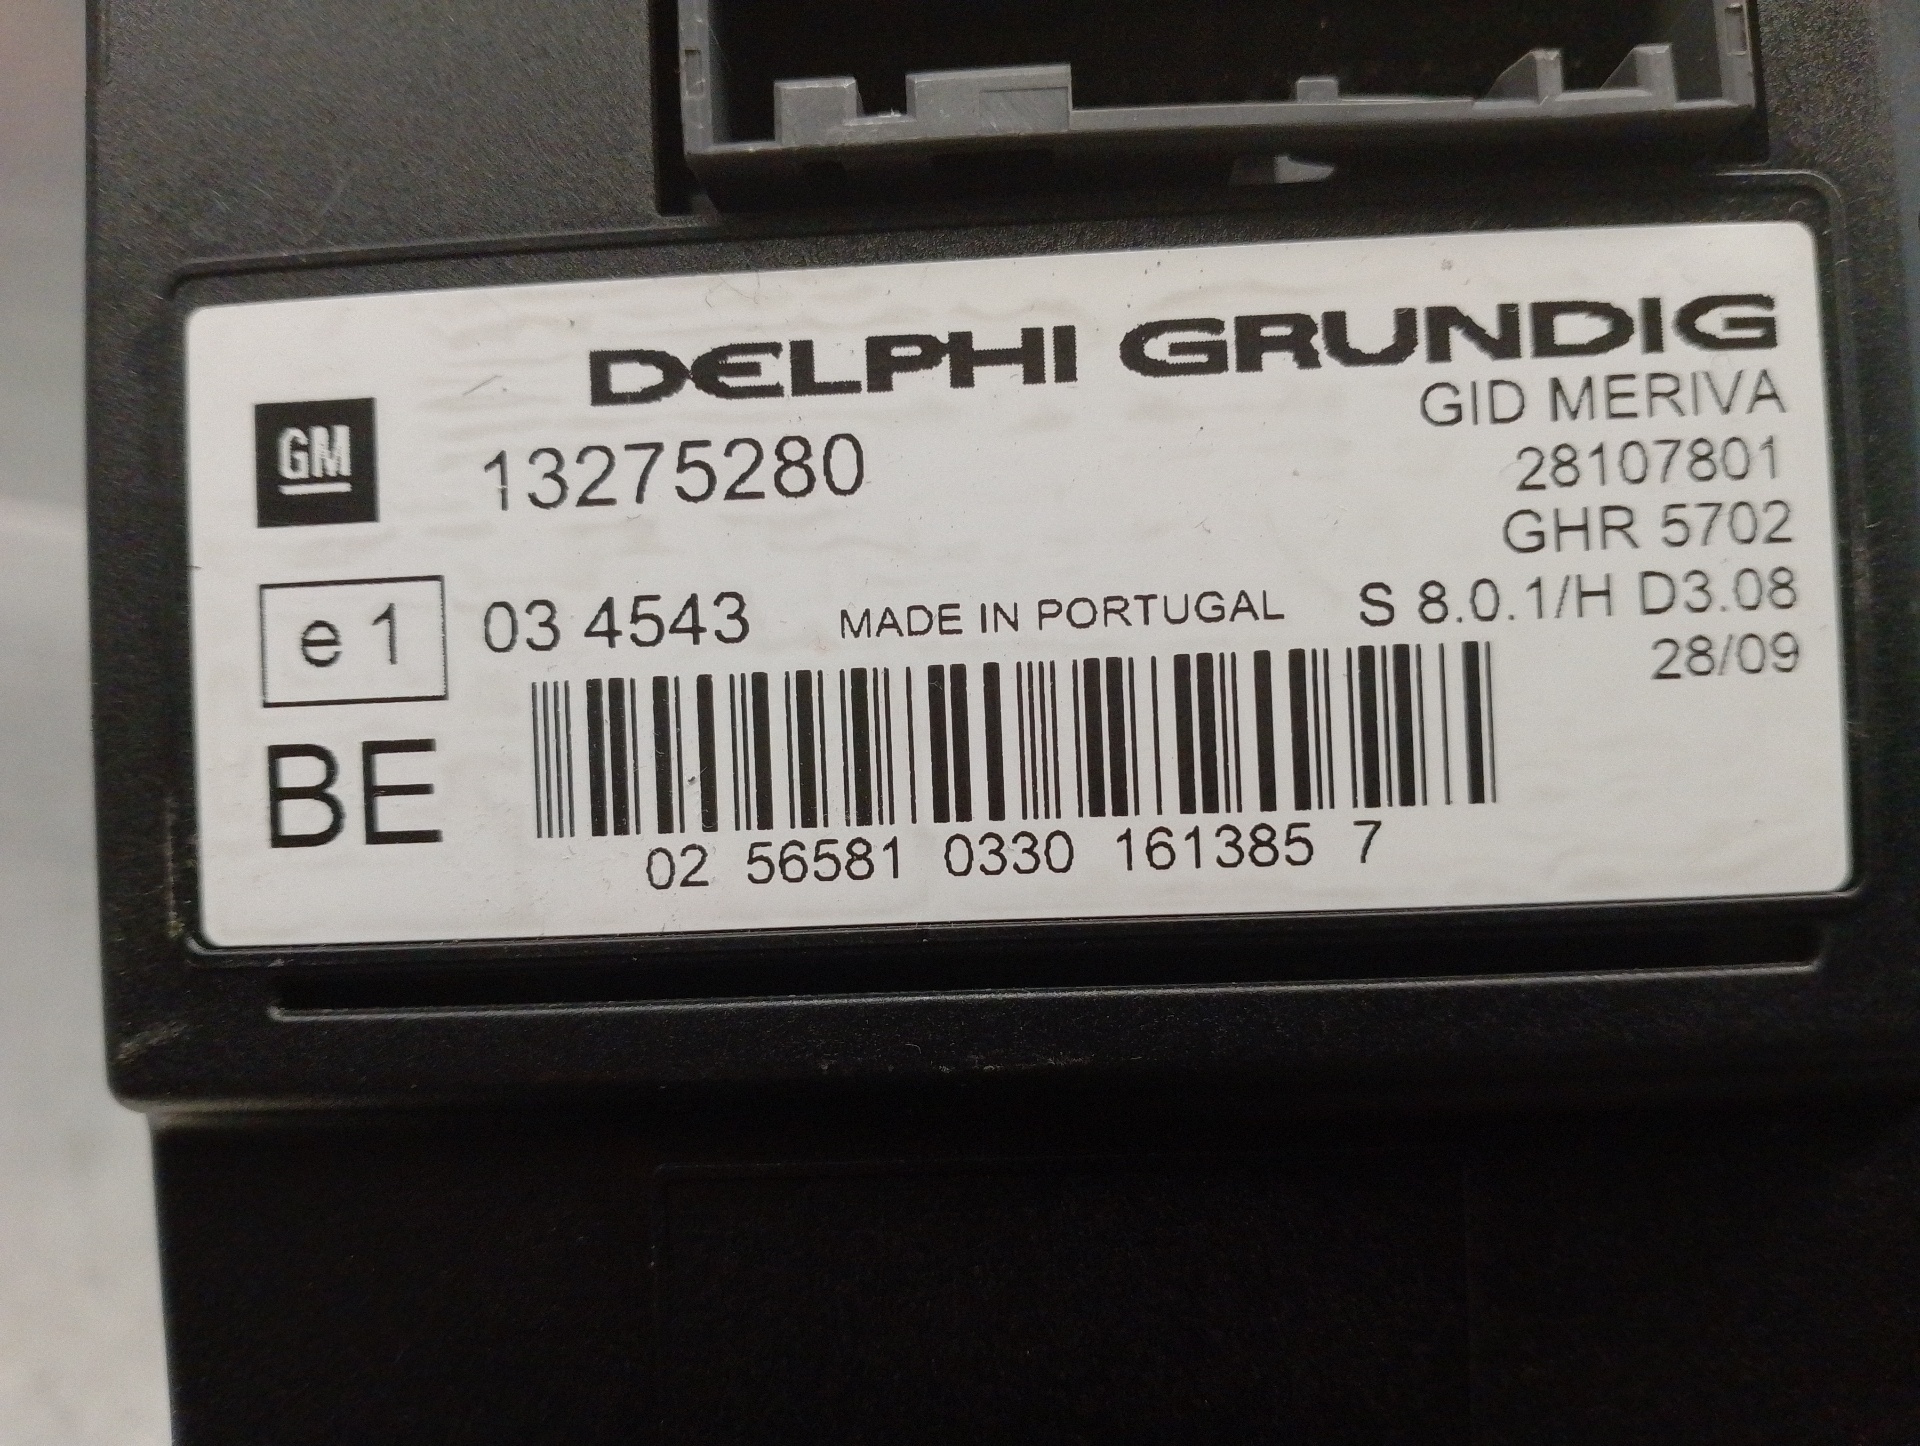 DELPHI GRUNDIG
GID MERIVA
GM
13275280
28107801
GHR 5702
e1 03 4543 MADE IN PORTUGAL S 8.0.1/H D3.08
28/09
BE
02 56581 0330 161385 7